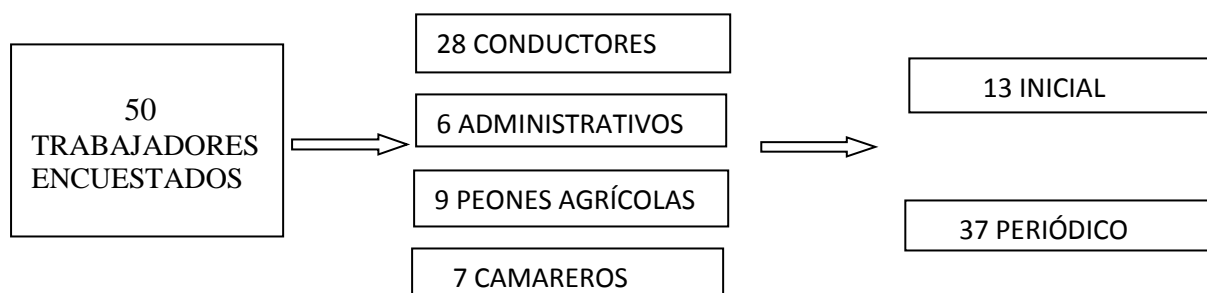 50
TRABAJADORES
ENCUESTADOS
28 CONDUCTORES
6 ADMINISTRATIVOS
9 PEONES AGRÍCOLAS
7 CAMAREROS
13 INICIAL
37 PERIÓDICO